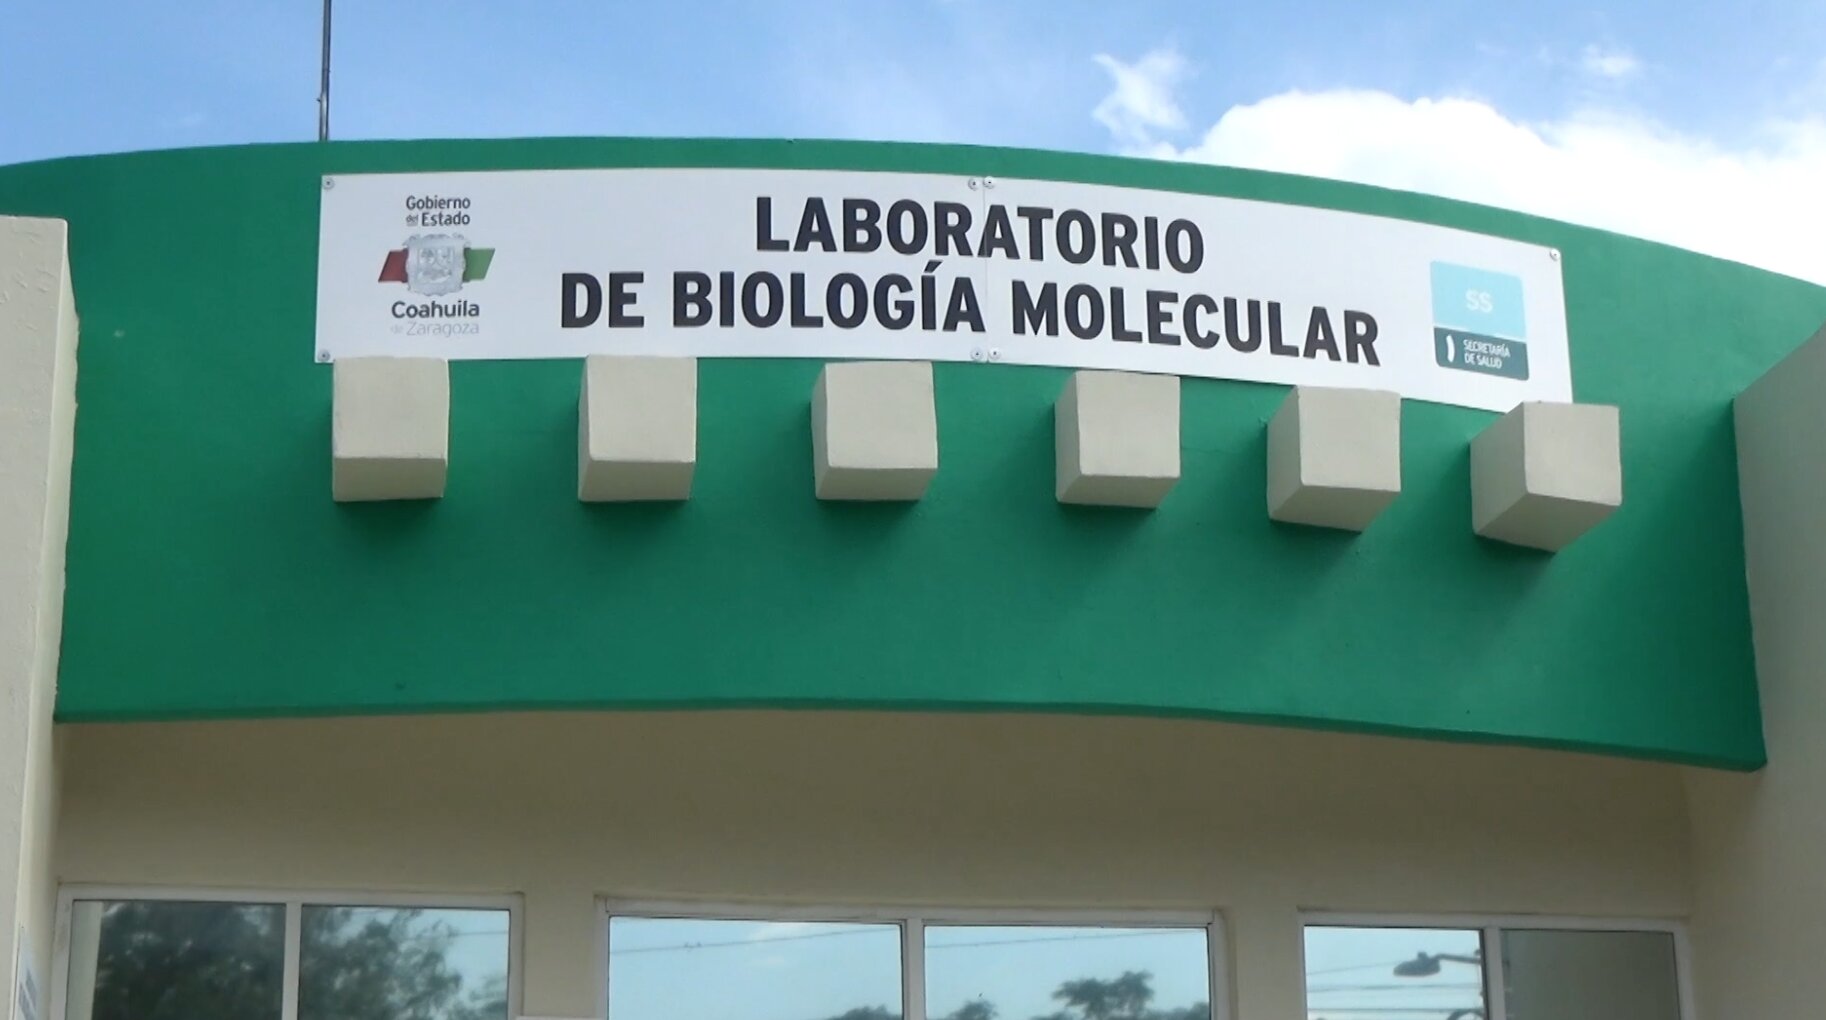 Gobierno
del Estado
Coahuila
de Zaragoza
LABORATORIO
DE BIOLOGÍA MOLECULAR
SS
SECRETARÍA
DE SALUD